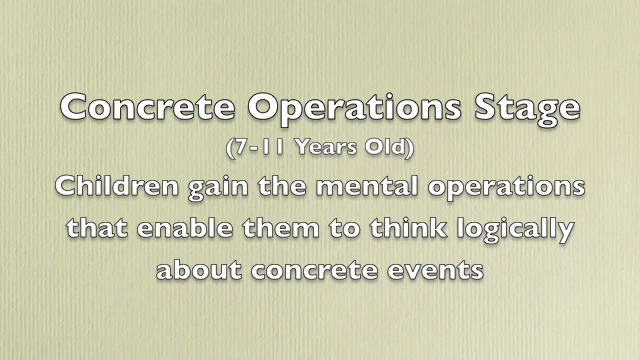 Concrete Operations Stage
(7-11 Years Old)
Children gain the mental operations
that enable them to think logically
about concrete events